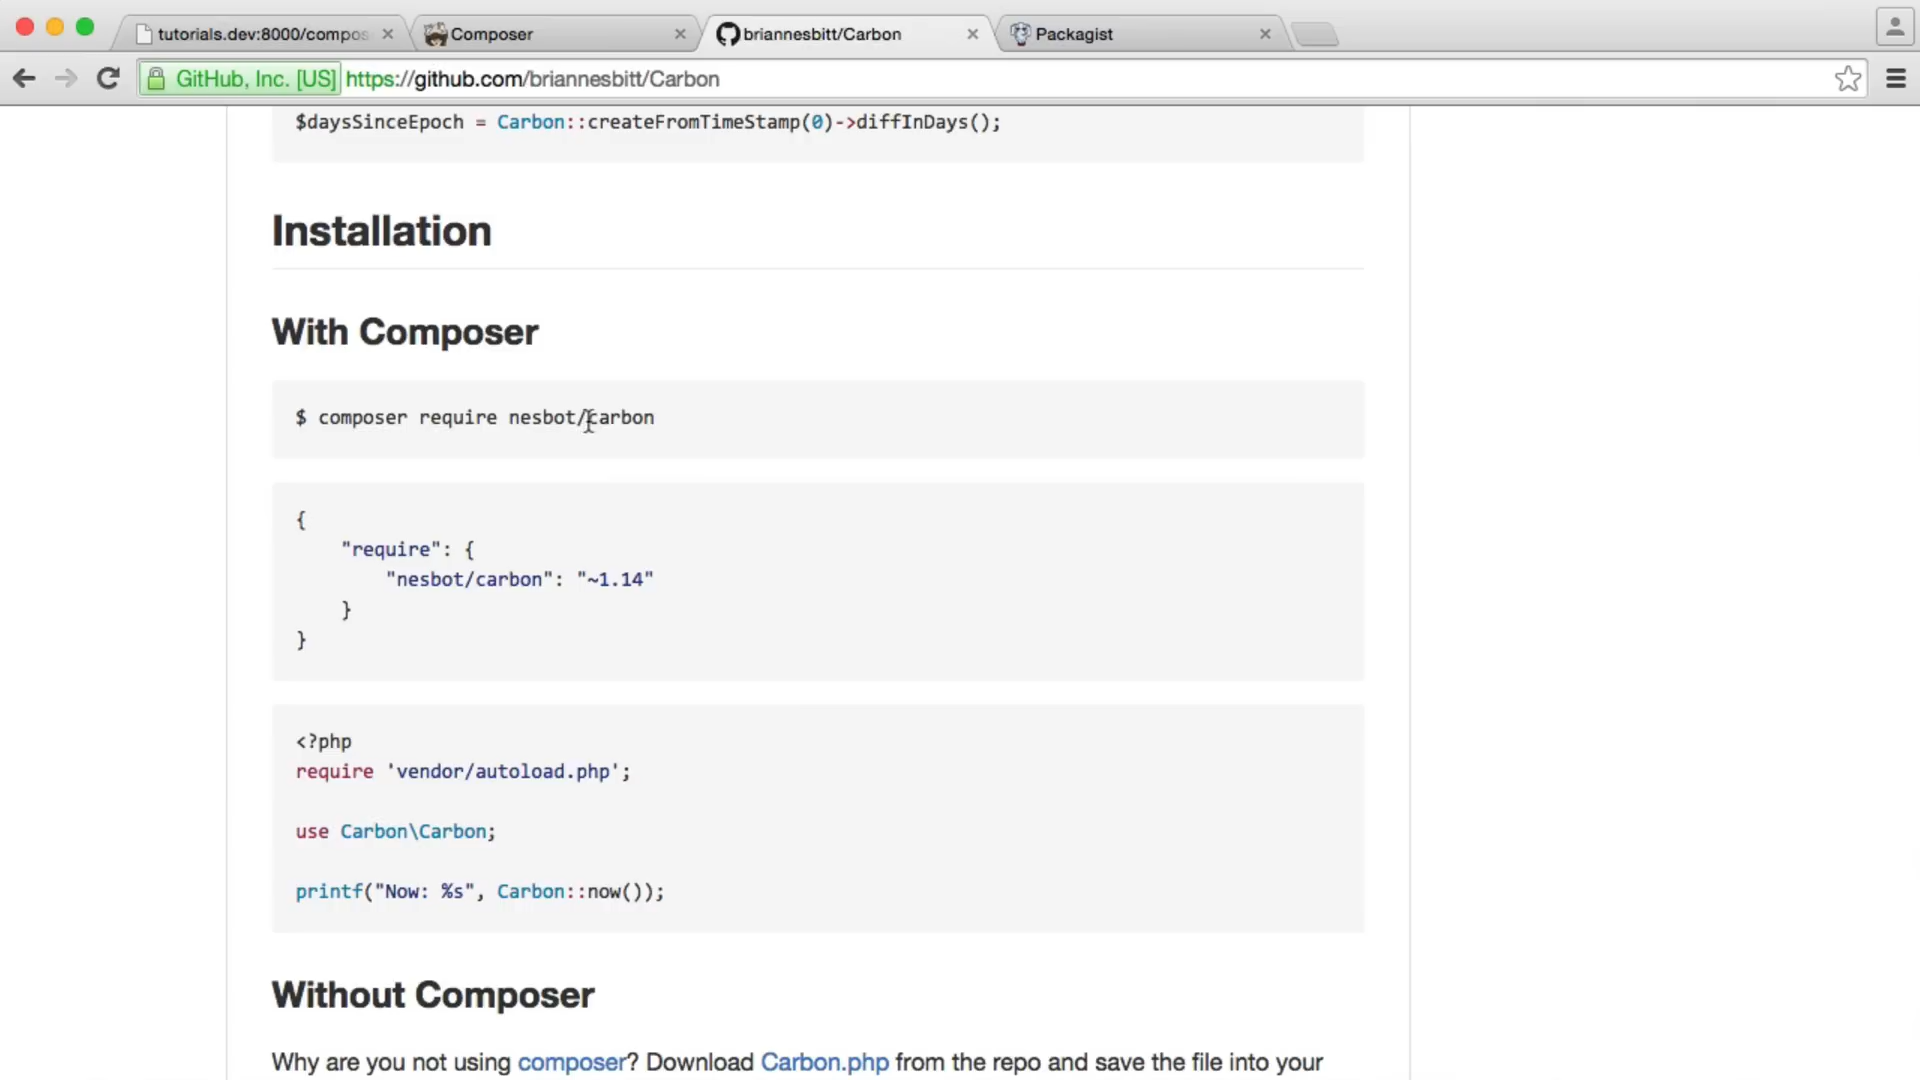 tutorials.dev:8000/compos
Composer
briannesbitt/Carbon
Packagist
GitHub, Inc. [US] https://github.com/briannesbitt/Carbon
$daysSinceEpoch = Carbon::createFromTimeStamp(0)->diffInDays();
Installation
With Composer
$ composer require nesbot/carbon
{
"require": {
"nesbot/carbon": "~1.14"
}
}
<?php
require 'vendor/autoload.php';
use Carbon\Carbon;
printf("Now: %s", Carbon::now());
Without Composer
Why are you not using composer? Download Carbon.php from the repo and save the file into your